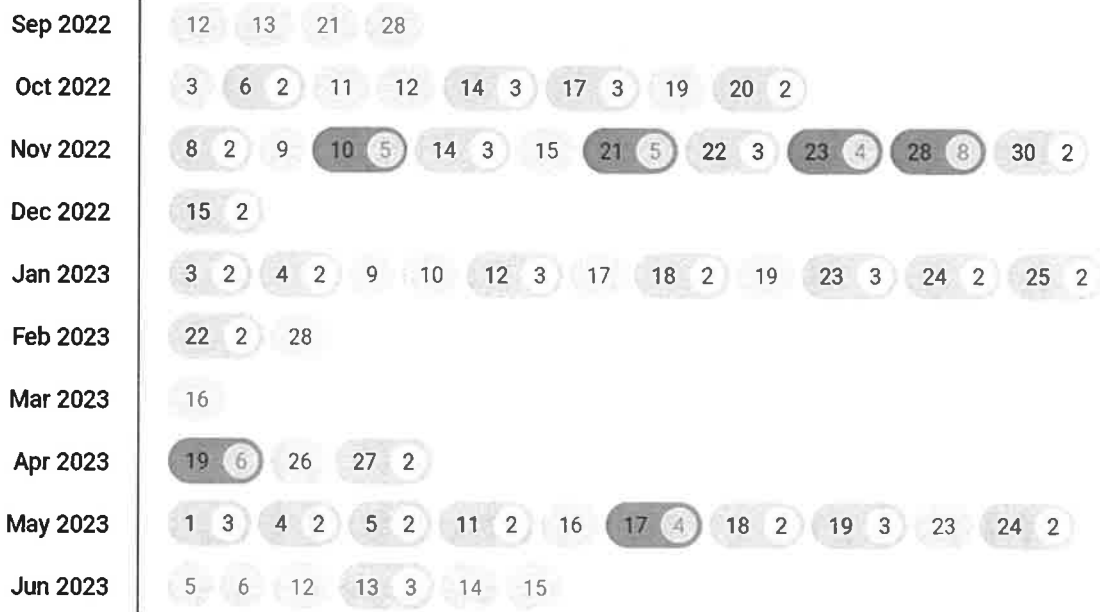 Sep 2022 12 13 21 28
Oct 2022 3 6 2 11 12 14 3 17 3 19 20 2
Nov 2022 8 2 9 10 5 14 3 15 21 5 22 3 23 4 28 8 30 2
Dec 2022 15 2
Jan 2023 3 2 4 2 9 10 12 3 17 18 2 19 23 3 24 2 25 2
Feb 2023 22 2 28
Mar 2023 16
Apr 2023 19 6 26 27 2
May 2023 1 3 4 2 5 2 11 2 16 17 4 18 2 19 3 23 24 2
Jun 2023 5 6 12 13 3 14 15